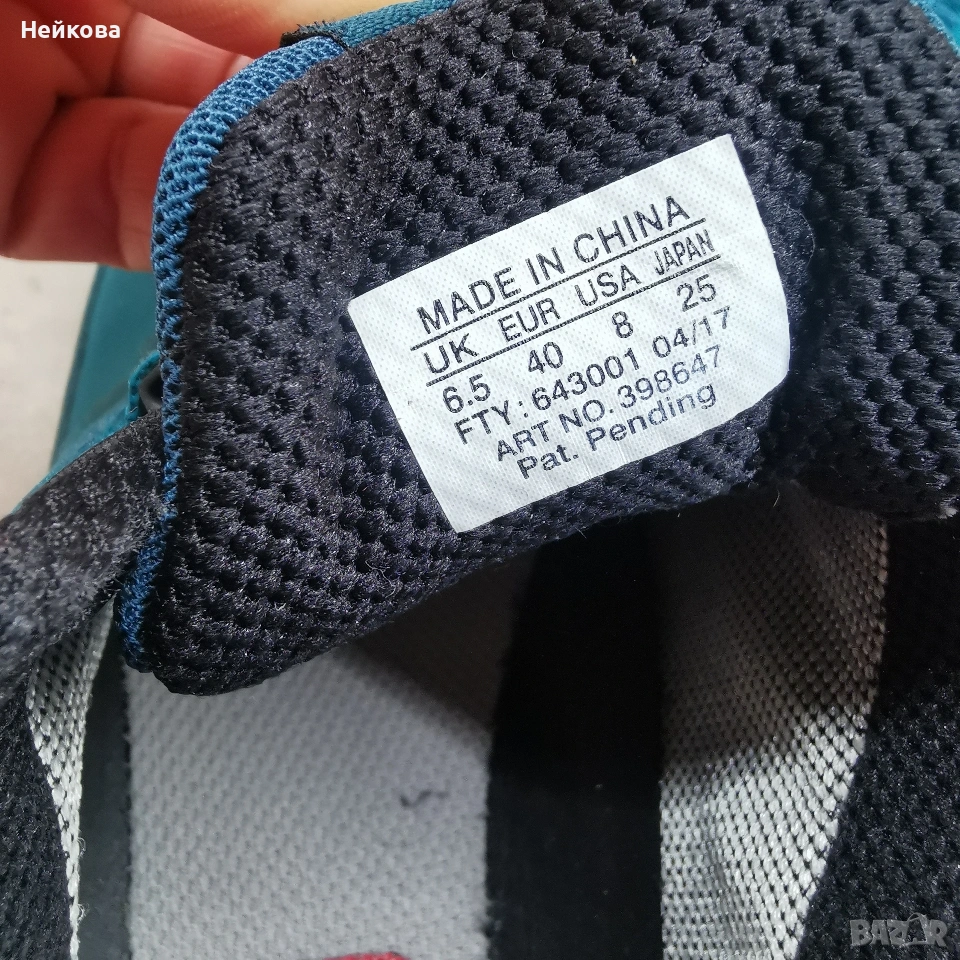 Нейкова
MADE IN CHINA
UK EUR USA JAPAN
6.5 40 8 25
FTY: 643001 04/17
ART NO. 398647
Pat. Pending
BAZAR